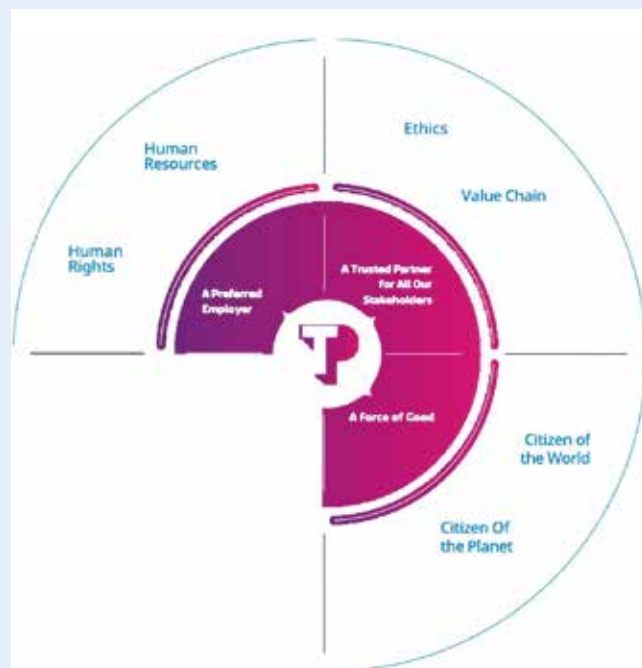 Ethics
Human
Resources
Value Chain
Human
Rights
A Trusted Partner
for All Our
Stakeholders
A Preferred
Employer
TP
A Force of Good
Citizen of
the World
Citizen Of
the Planet